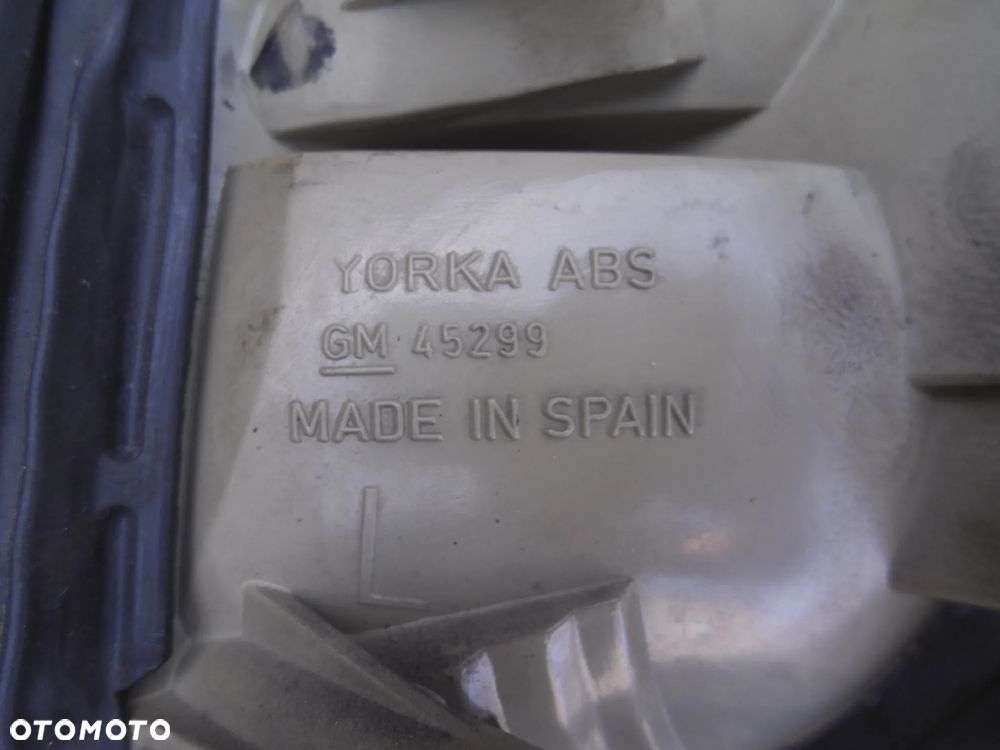 YORKA ABS
GM 45299
MADE IN SPAIN
L
OTOMOTO